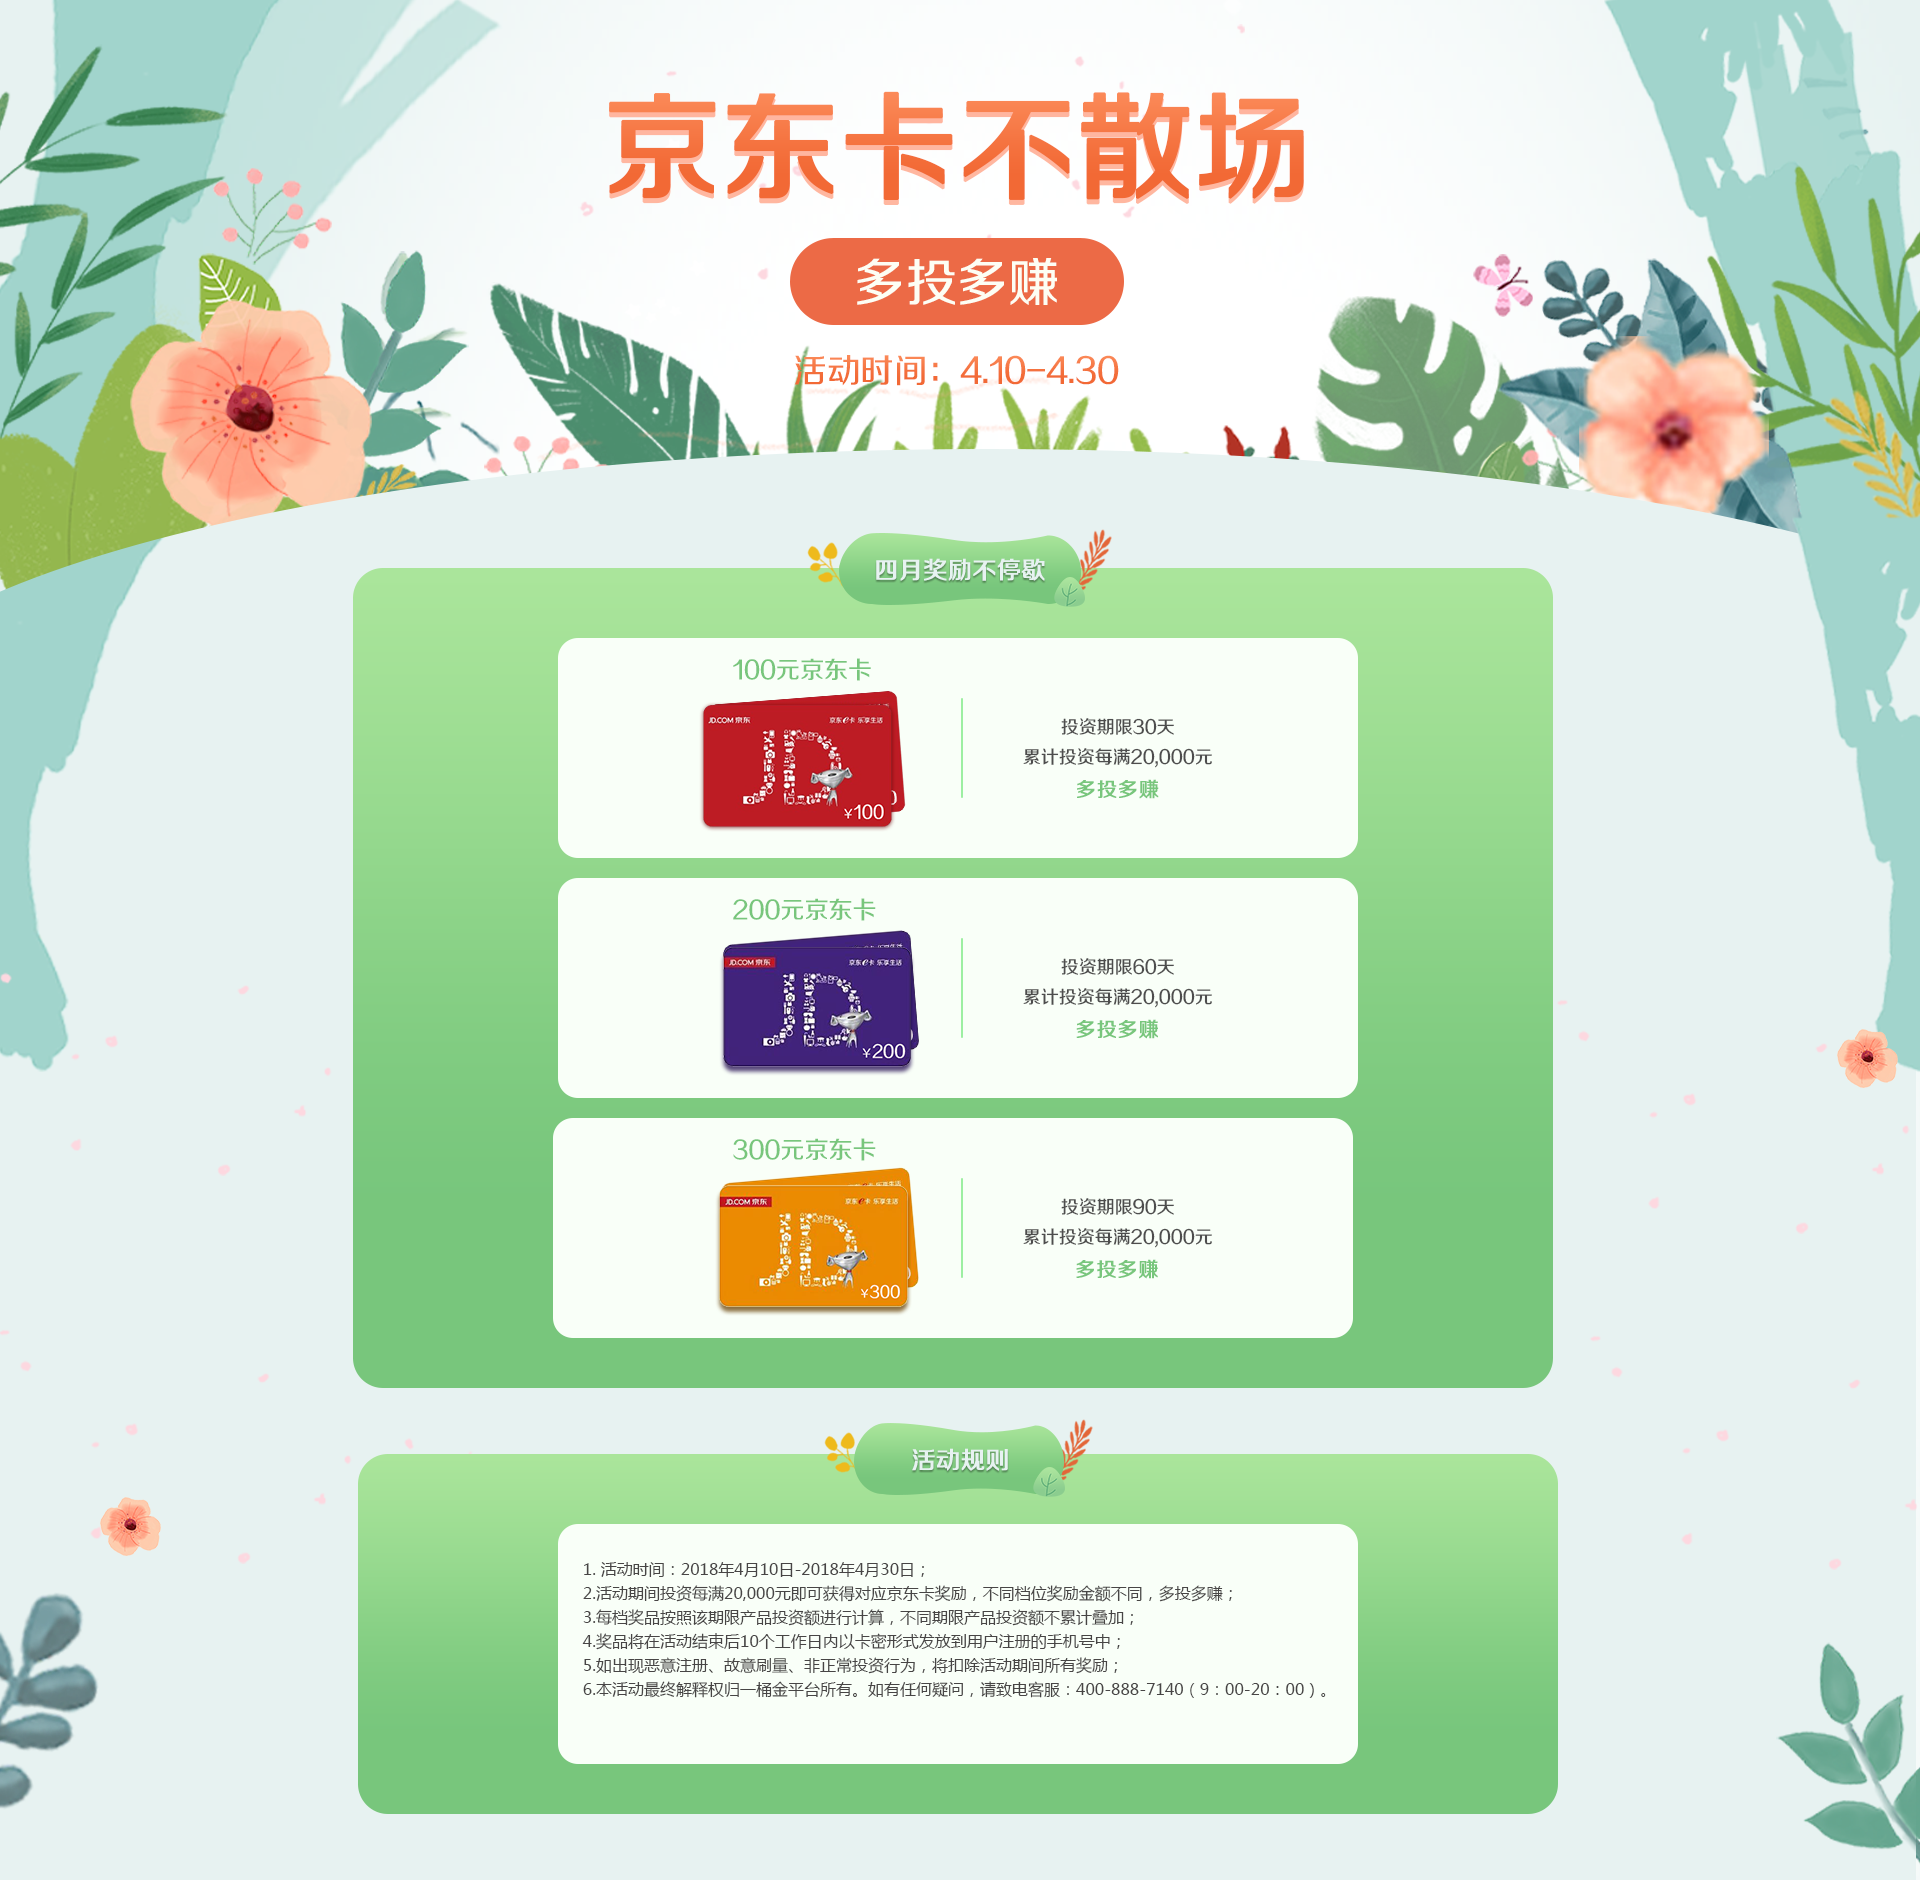 京东卡不散场
多投多赚
活动时间：4.10-4.30
四月奖励不停歇
100元京东卡
JD.COM 京东
京东e卡 乐享生活
¥100
投资期限30天
累计投资每满20,000元
多投多赚
200元京东卡
JD.COM 京东
京东e卡 乐享生活
¥200
投资期限60天
累计投资每满20,000元
多投多赚
300元京东卡
JD.COM 京东
京东e卡 乐享生活
¥300
投资期限90天
累计投资每满20,000元
多投多赚
活动规则
1. 活动时间：2018年4月10日-2018年4月30日；
2.活动期间投资每满20,000元即可获得对应京东卡奖励，不同档位奖励金额不同，多投多赚；
3.每档奖品按照该期限产品投资额进行计算，不同期限产品投资额不累计叠加；
4.奖品将在活动结束后10个工作日内以卡密形式发放到用户注册的手机号中；
5.如出现恶意注册、故意刷量、非正常投资行为，将扣除活动期间所有奖励；
6.本活动最终解释权归一桶金平台所有。如有任何疑问，请致电客服：400-888-7140（9：00-20：00）。